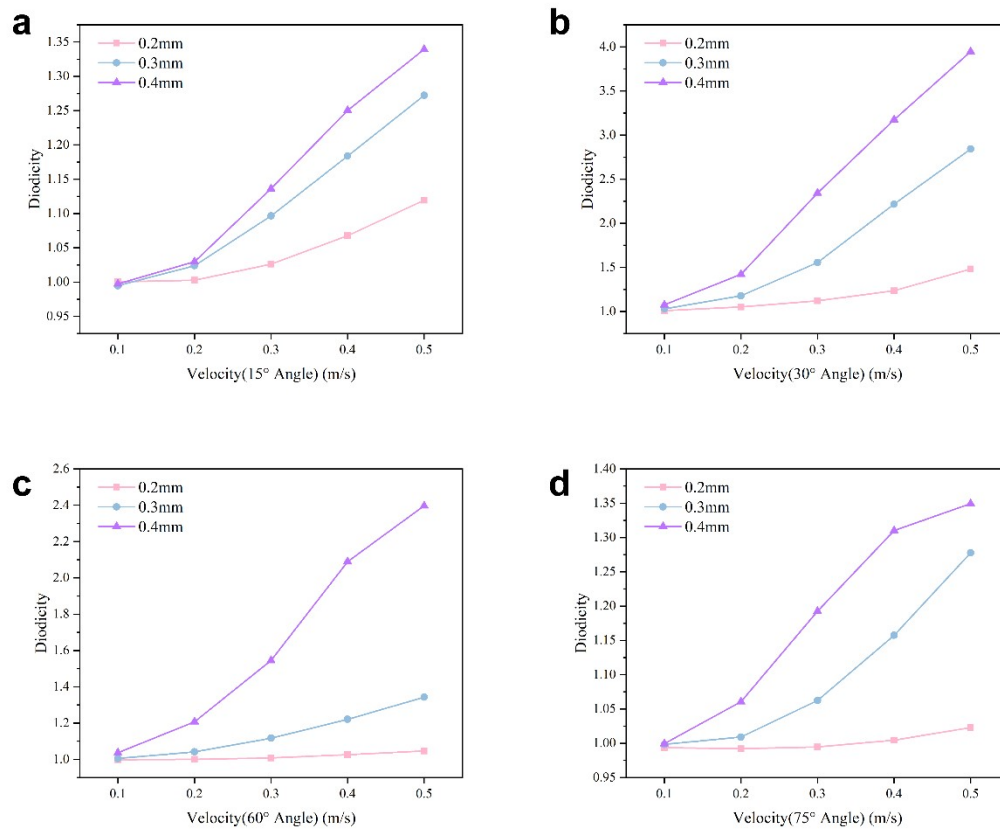 a
0.2mm
0.3mm
0.4mm
1.35
1.30
1.25
1.20
1.15
1.10
1.05
1.00
0.95
Diodicity
0.1 0.2 0.3 0.4 0.5
Velocity(15° Angle) (m/s)
b
0.2mm
0.3mm
0.4mm
4.0
3.5
3.0
2.5
2.0
1.5
1.0
Diodicity
0.1 0.2 0.3 0.4 0.5
Velocity(30° Angle) (m/s)
c
0.2mm
0.3mm
0.4mm
2.6
2.4
2.2
2.0
1.8
1.6
1.4
1.2
1.0
Diodicity
0.1 0.2 0.3 0.4 0.5
Velocity(60° Angle) (m/s)
d
0.2mm
0.3mm
0.4mm
1.40
1.35
1.30
1.25
1.20
1.15
1.10
1.05
1.00
0.95
Diodicity
0.1 0.2 0.3 0.4 0.5
Velocity(75° Angle) (m/s)